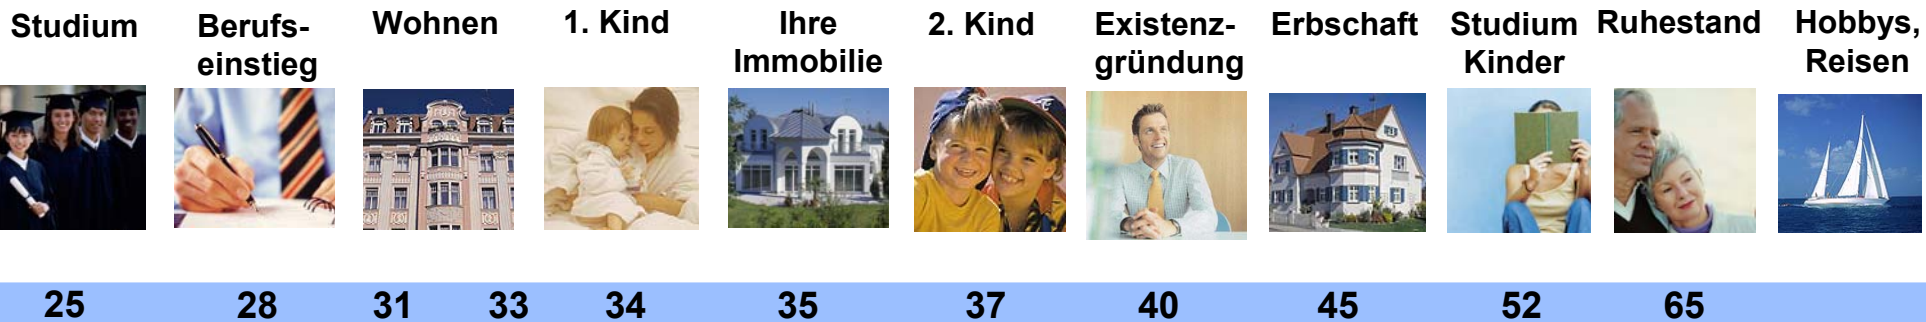 Studium
Berufs-
einstieg
Wohnen
1. Kind
Ihre
Immobilie
2. Kind
Existenz-
gründung
Erbschaft
Studium
Kinder
Ruhestand
Hobbys,
Reisen
25 28 31 33 34 35 37 40 45 52 65